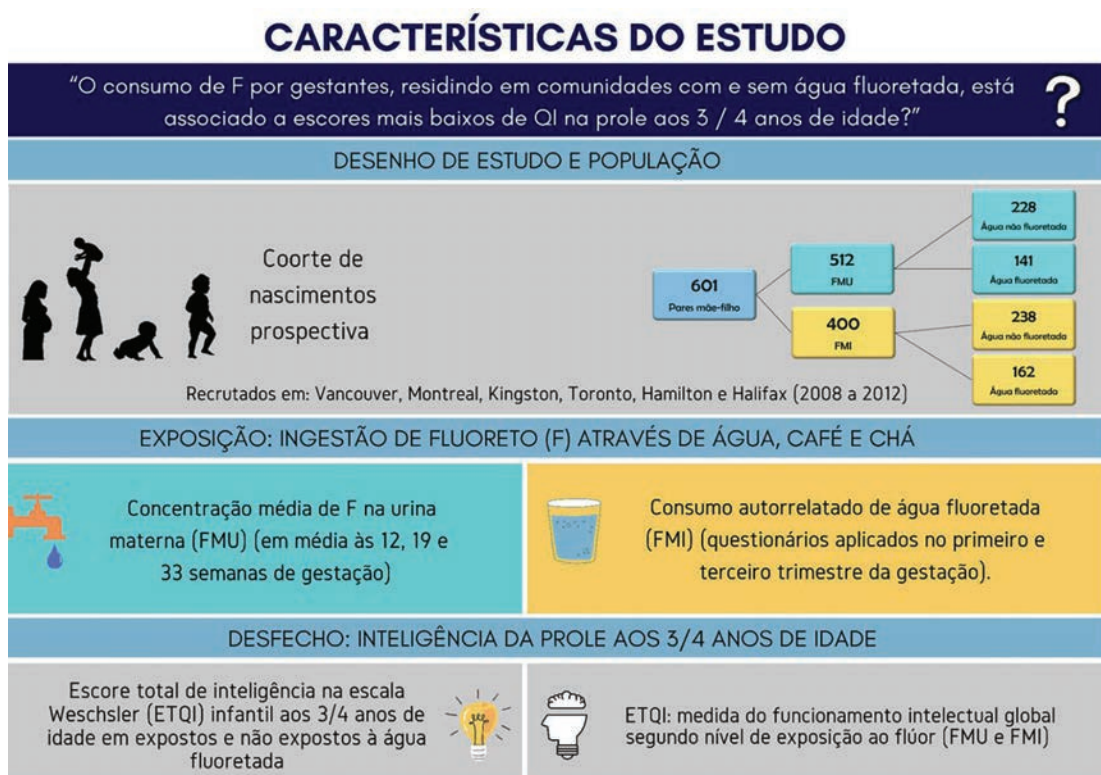 CARACTERÍSTICAS DO ESTUDO
“O consumo de F por gestantes, residindo em comunidades com e sem água fluoretada, está
associado a escores mais baixos de QI na prole aos 3 / 4 anos de idade?”
?
DESENHO DE ESTUDO E POPULAÇÃO
Coorte de
nascimentos
prospectiva
601
Pares mãe-filho
512
FMU
400
FMI
228
Água não fluoretada
141
Água fluoretada
238
Água não fluoretada
162
Água fluoretada
Recrutados em: Vancouver, Montreal, Kingston, Toronto, Hamilton e Halifax (2008 a 2012)
EXPOSIÇÃO: INGESTÃO DE FLUORETO (F) ATRAVÉS DE ÁGUA, CAFÉ E CHÁ
Concentração média de F na urina
materna (FMU) (em média às 12, 19 e
33 semanas de gestação)
Consumo autorrelatado de água fluoretada
(FMI) (questionários aplicados no primeiro e
terceiro trimestre da gestação).
DESFECHO: INTELIGÊNCIA DA PROLE AOS 3/4 ANOS DE IDADE
Escore total de inteligência na escala
Weschsler (ETQI) infantil aos 3/4 anos de
idade em expostos e não expostos à água
fluoretada
ETQI: medida do funcionamento intelectual global
segundo nível de exposição ao flúor (FMU e FMI)